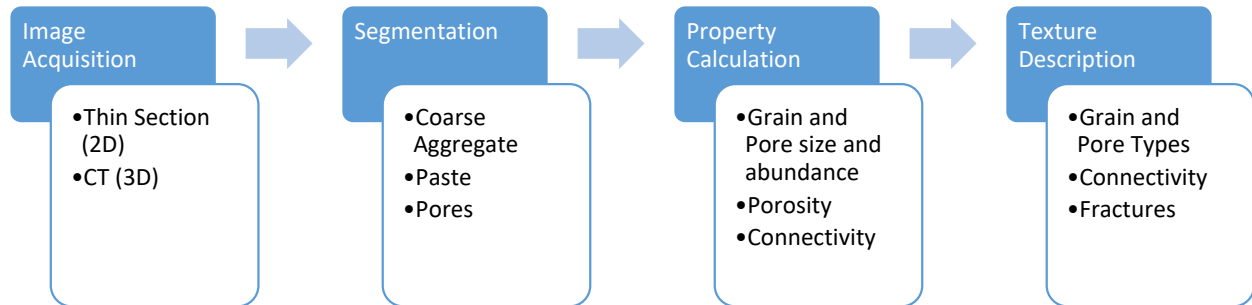 Image
Acquisition
•Thin Section
(2D)
•CT (3D)
Segmentation
•Coarse
Aggregate
•Paste
•Pores
Property
Calculation
•Grain and
Pore size and
abundance
•Porosity
•Connectivity
Texture
Description
•Grain and
Pore Types
•Connectivity
•Fractures